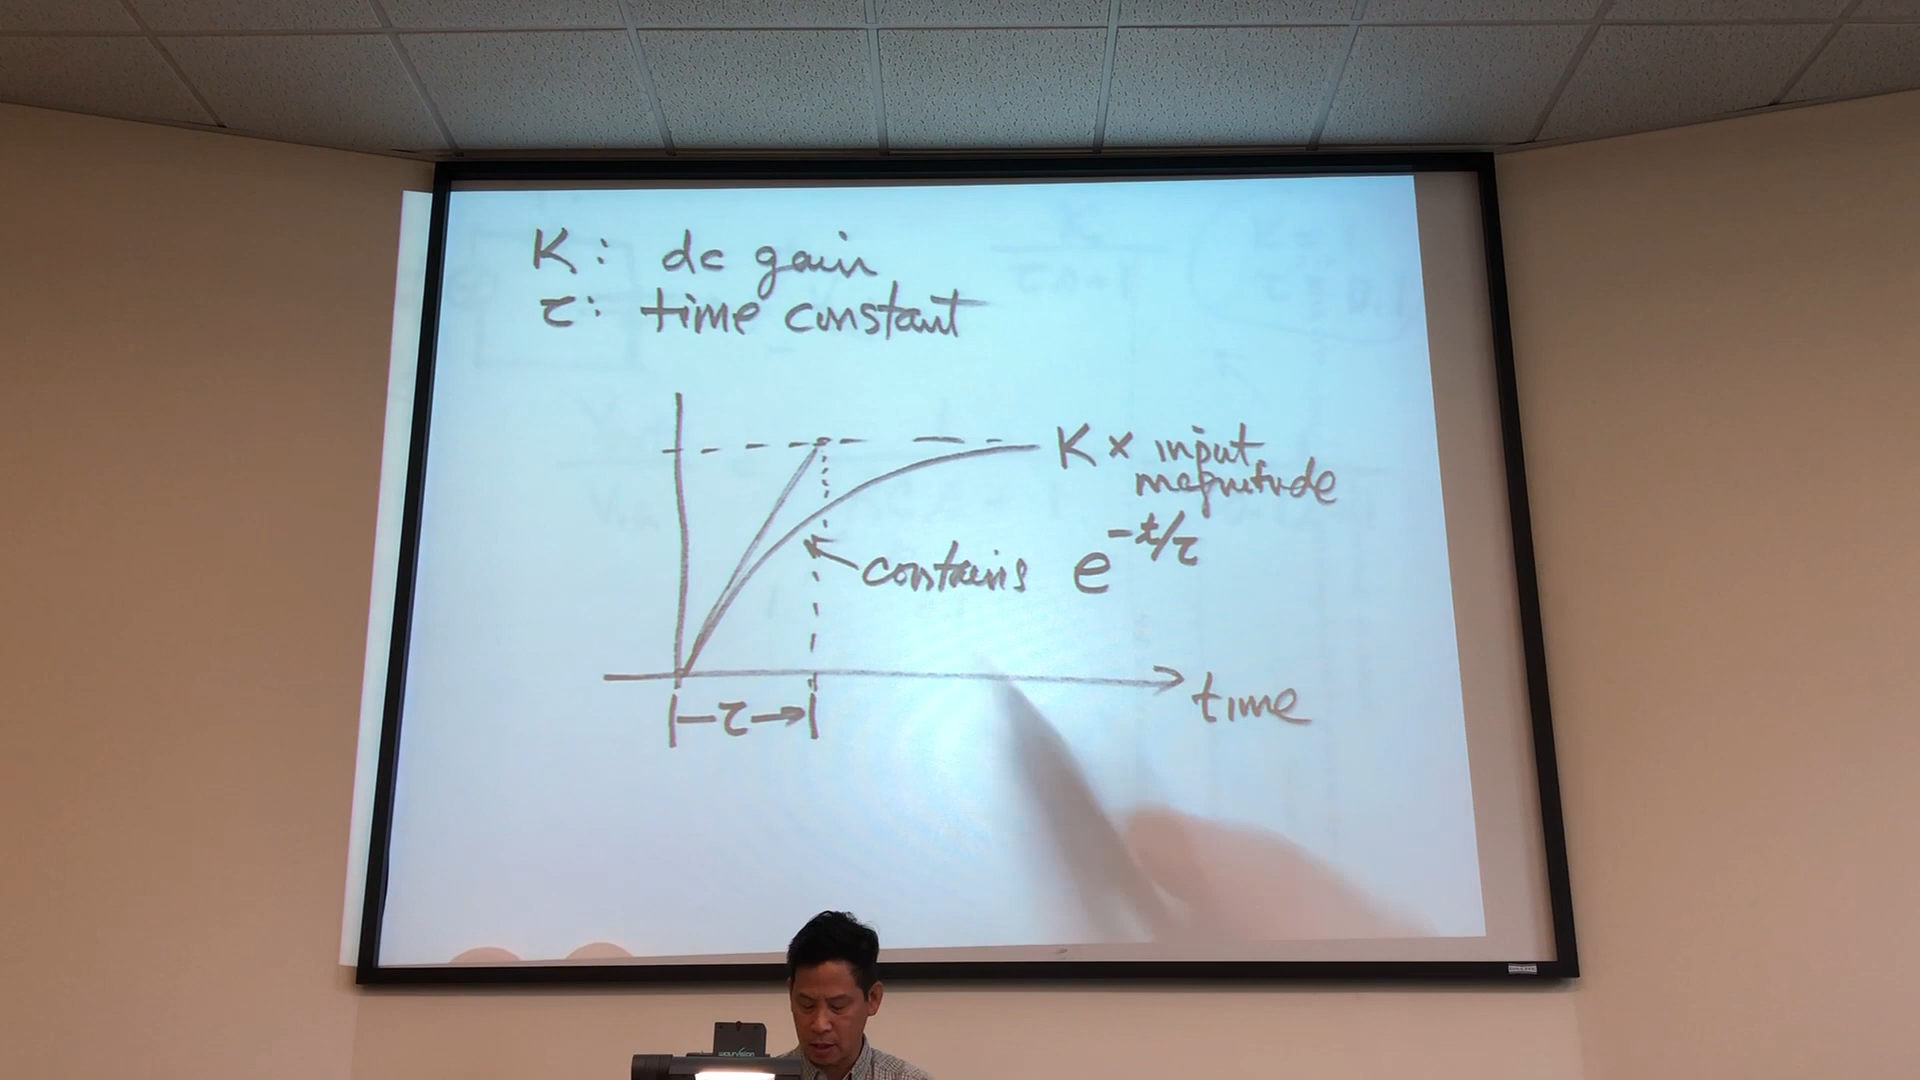 K: dc gain
τ: time constant
K × input
magnitude
contains e^{-t/τ}
time
τ